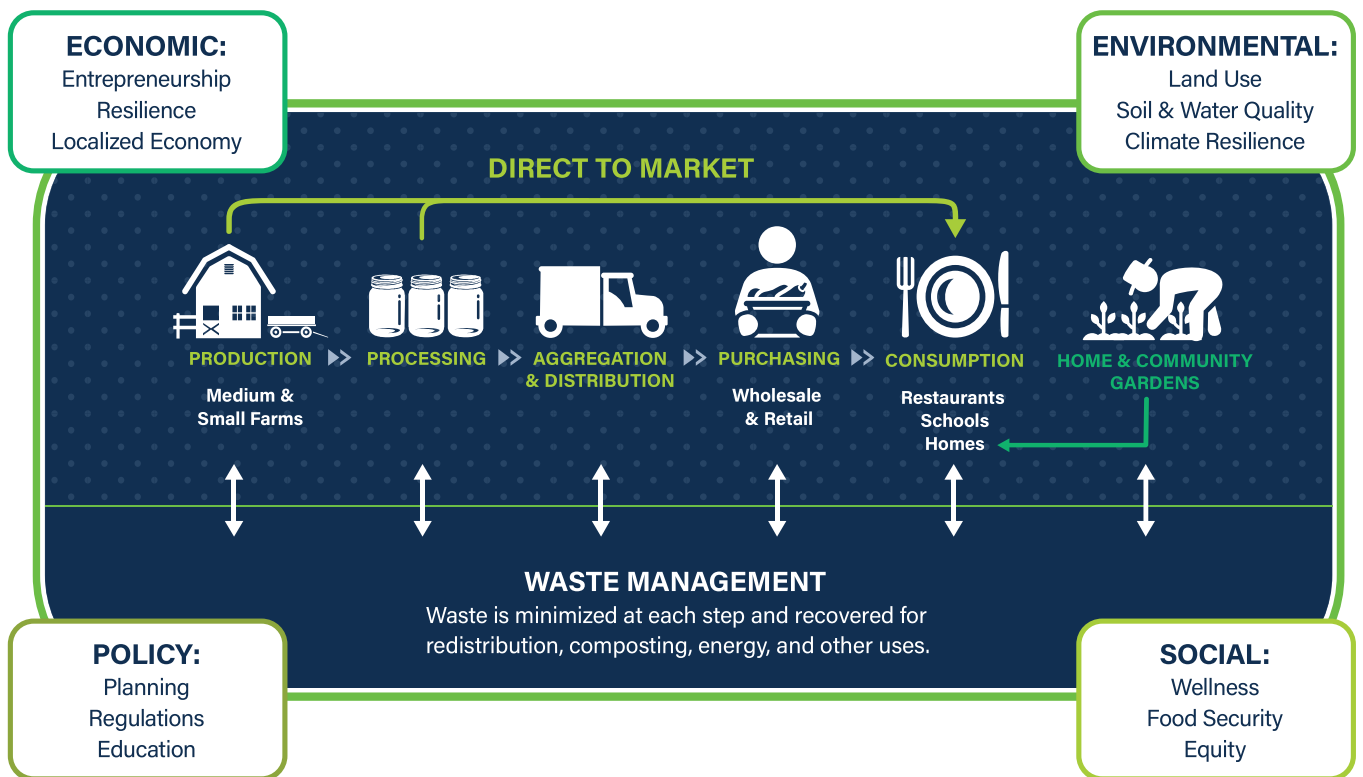 ECONOMIC:
Entrepreneurship
Resilience
Localized Economy
ENVIRONMENTAL:
Land Use
Soil & Water Quality
Climate Resilience
DIRECT TO MARKET
PRODUCTION
Medium &
Small Farms
PROCESSING
AGGREGATION
& DISTRIBUTION
PURCHASING
Wholesale
& Retail
CONSUMPTION
Restaurants
Schools
Homes
HOME & COMMUNITY
GARDENS
WASTE MANAGEMENT
Waste is minimized at each step and recovered for
redistribution, composting, energy, and other uses.
POLICY:
Planning
Regulations
Education
SOCIAL:
Wellness
Food Security
Equity